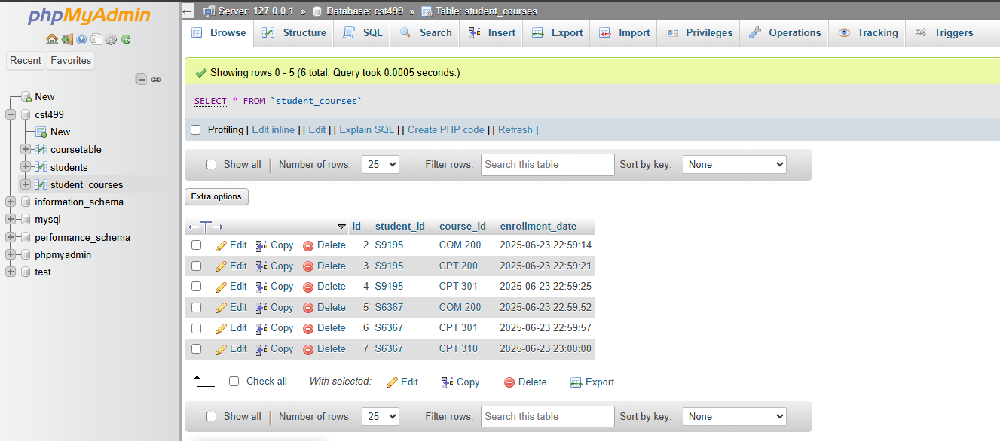 phpMyAdmin
Recent Favorites
New
cst499
New
coursetable
students
student_courses
information_schema
mysql
performance_schema
phpmyadmin
test
Server: 127.0.0.1 » Database: cst499 » Table: student_courses
Browse Structure SQL Search Insert Export Import Privileges Operations Tracking Triggers
Showing rows 0 - 5 (6 total, Query took 0.0005 seconds.)
SELECT * FROM `student_courses`
Profiling [ Edit inline ] [ Edit ] [ Explain SQL ] [ Create PHP code ] [ Refresh ]
Show all Number of rows: 25 Filter rows: Search this table Sort by key: None
Extra options
←T→ id student_id course_id enrollment_date
Edit Copy Delete 2 S9195 COM 200 2025-06-23 22:59:14
Edit Copy Delete 3 S9195 CPT 200 2025-06-23 22:59:21
Edit Copy Delete 4 S9195 CPT 301 2025-06-23 22:59:25
Edit Copy Delete 5 S6367 COM 200 2025-06-23 22:59:52
Edit Copy Delete 6 S6367 CPT 301 2025-06-23 22:59:57
Edit Copy Delete 7 S6367 CPT 310 2025-06-23 23:00:00
Check all With selected: Edit Copy Delete Export
Show all Number of rows: 25 Filter rows: Search this table Sort by key: None